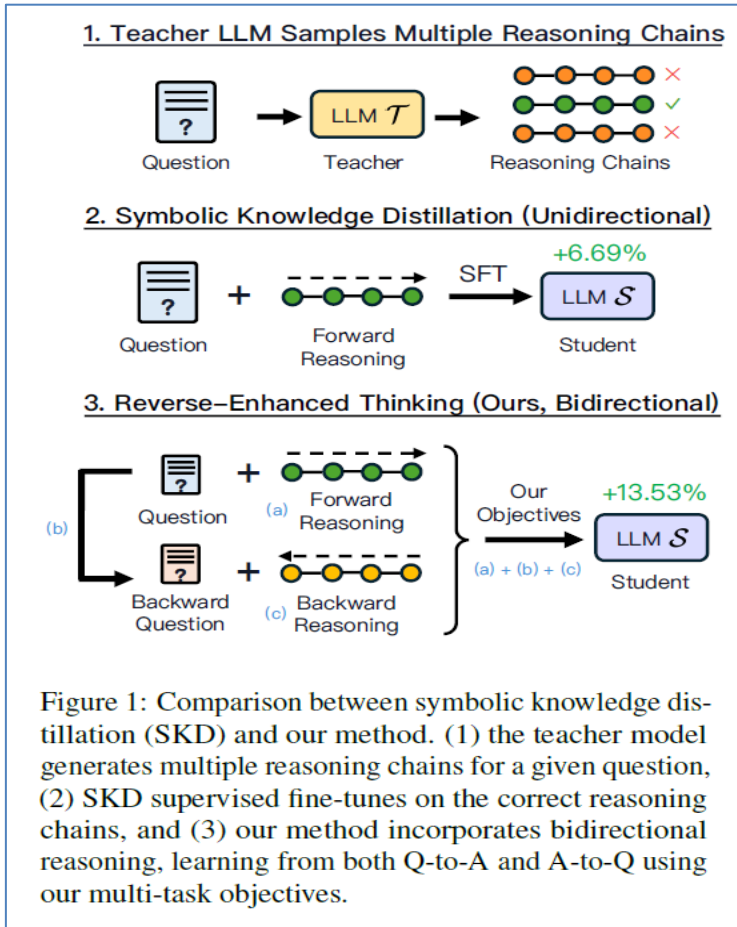 1. Teacher LLM Samples Multiple Reasoning Chains
?
LLM 𝒯
Question
Teacher
Reasoning Chains
2. Symbolic Knowledge Distillation (Unidirectional)
+6.69%
?
+
SFT
LLM 𝒮
Question
Forward
Reasoning
Student
3. Reverse-Enhanced Thinking (Ours, Bidirectional)
?
+
(b)
Question
(a) Forward
Reasoning
Our
Objectives
+13.53%
LLM 𝒮
(a) + (b) + (c)
Student
?
+
Backward
Question
(c) Backward
Reasoning
Figure 1: Comparison between symbolic knowledge dis-
tillation (SKD) and our method. (1) the teacher model
generates multiple reasoning chains for a given question,
(2) SKD supervised fine-tunes on the correct reasoning
chains, and (3) our method incorporates bidirectional
reasoning, learning from both Q-to-A and A-to-Q using
our multi-task objectives.